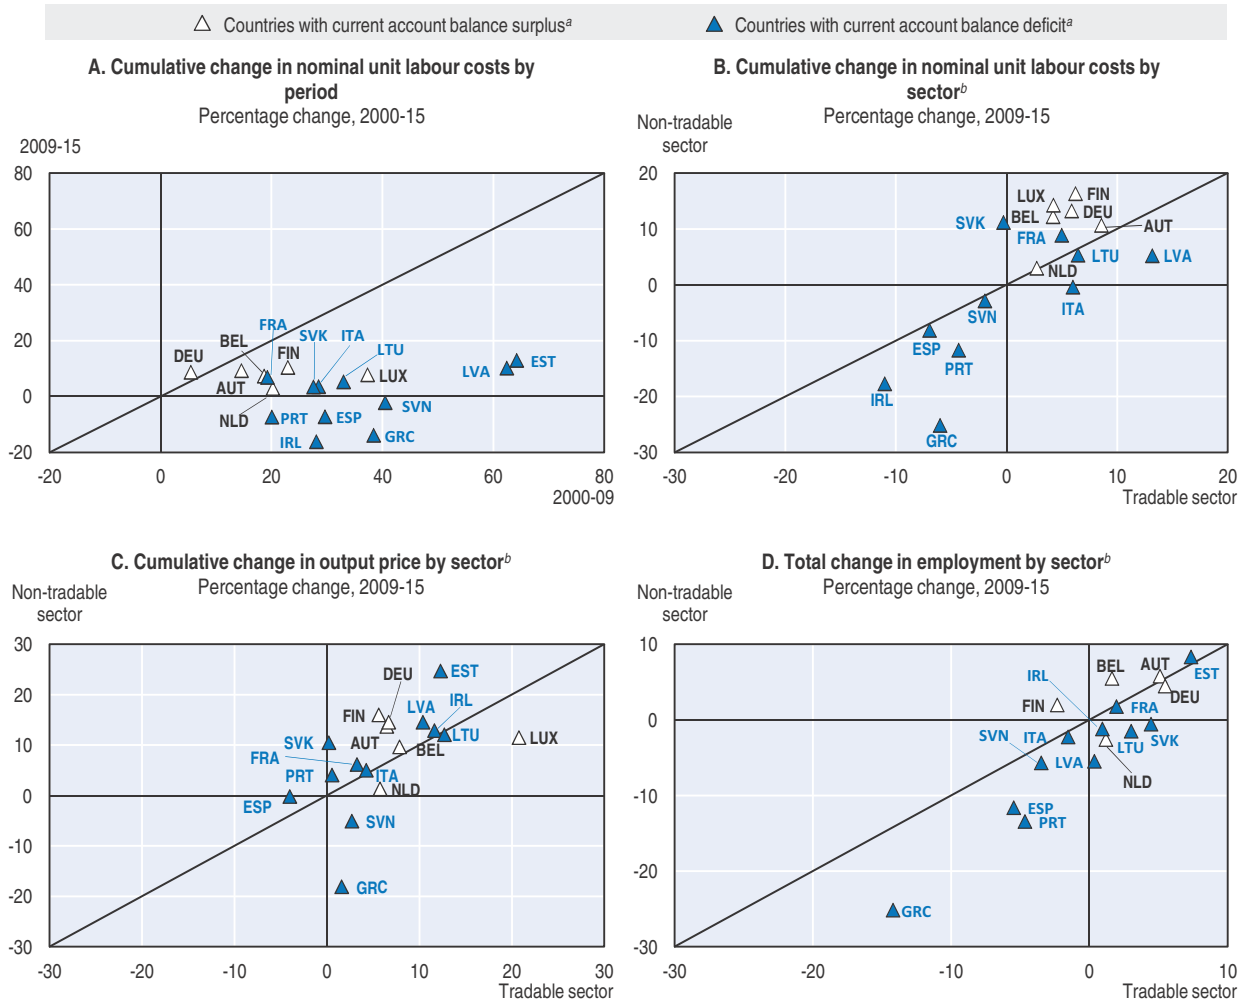 Countries with current account balance surplusa
Countries with current account balance deficita
A. Cumulative change in nominal unit labour costs by
period
Percentage change, 2000-15
2009-15
80
60
40
20
0
-20
-20
0
20
40
60
80
2000-09
DEU
BEL
FRA
AUT
NLD
FIN
SVK
ITA
LTU
LUX
LVA
EST
PRT
IRL
ESP
SVN
GRC
B. Cumulative change in nominal unit labour costs by
sectorb
Percentage change, 2009-15
Non-tradable
sector
20
10
0
-10
-20
-30
-30
-20
-10
0
10
20
Tradable sector
LUX
FIN
BEL
DEU
SVK
FRA
AUT
LTU
LVA
NLD
ITA
SVN
ESP
PRT
IRL
GRC
C. Cumulative change in output price by sectorb
Percentage change, 2009-15
Non-tradable
sector
30
20
10
0
-10
-20
-30
-30
-20
-10
0
10
20
30
Tradable sector
DEU
EST
FIN
LVA
IRL
SVK
AUT
BEL
LTU
LUX
FRA
PRT
ITA
NLD
ESP
SVN
GRC
D. Total change in employment by sectorb
Percentage change, 2009-15
Non-tradable
sector
10
0
-10
-20
-30
-30
-20
-10
0
10
Tradable sector
IRL
BEL
AUT
EST
DEU
FIN
FRA
SVN
ITA
LTU
SVK
LVA
NLD
ESP
PRT
GRC